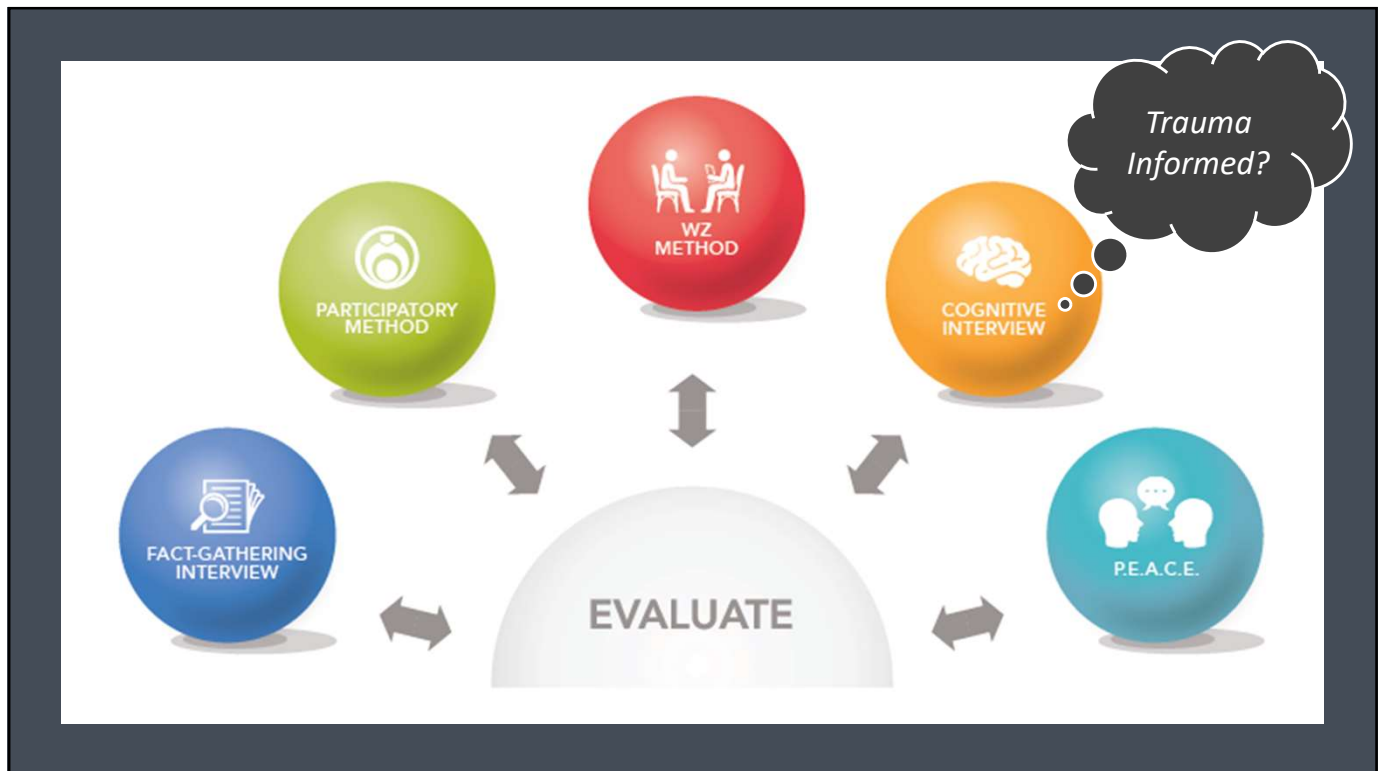 Trauma
Informed?
WZ
METHOD
PARTICIPATORY
METHOD
COGNITIVE
INTERVIEW
FACT-GATHERING
INTERVIEW
P.E.A.C.E.
EVALUATE